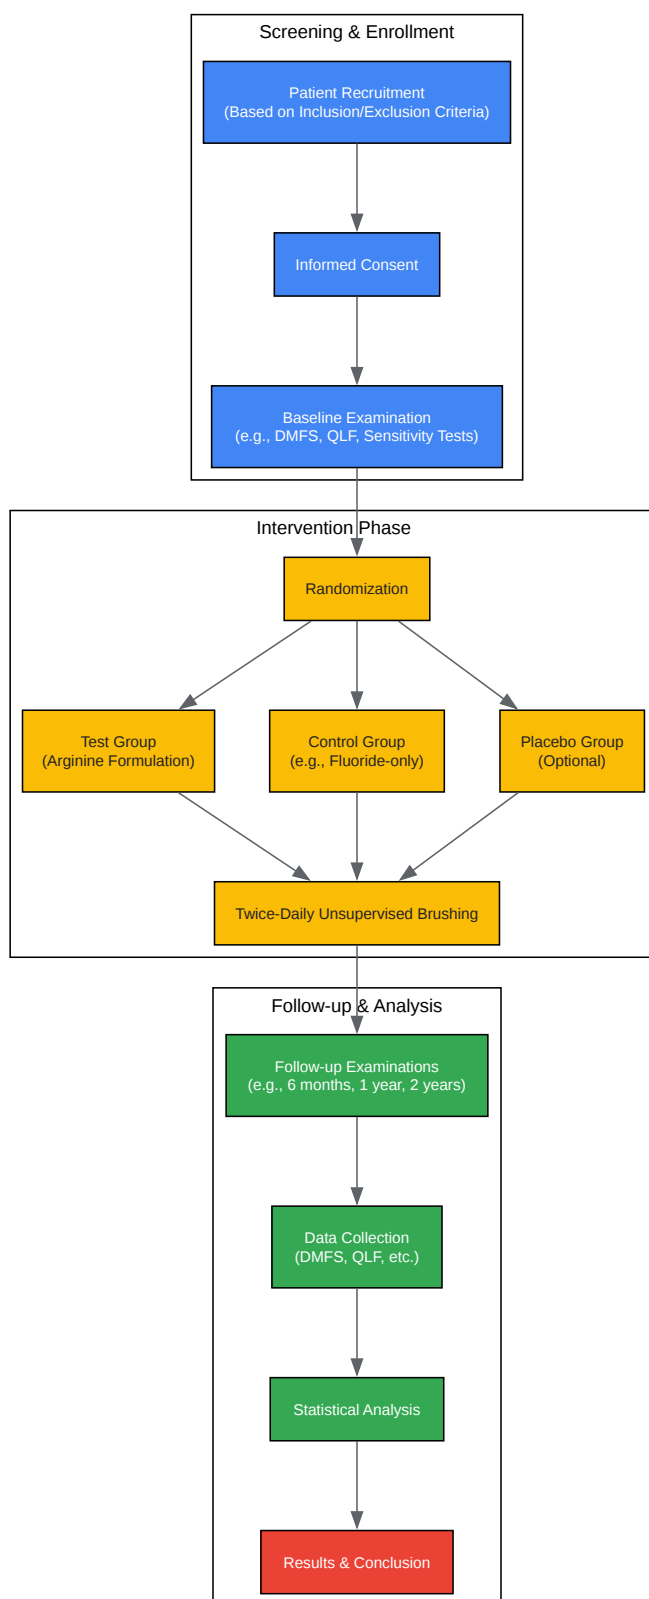 Screening & Enrollment
Patient Recruitment
(Based on Inclusion/Exclusion Criteria)
Informed Consent
Baseline Examination
(e.g., DMFS, QLF, Sensitivity Tests)
Intervention Phase
Randomization
Test Group
(Arginine Formulation)
Control Group
(e.g., Fluoride-only)
Placebo Group
(Optional)
Twice-Daily Unsupervised Brushing
Follow-up & Analysis
Follow-up Examinations
(e.g., 6 months, 1 year, 2 years)
Data Collection
(DMFS, QLF, etc.)
Statistical Analysis
Results & Conclusion